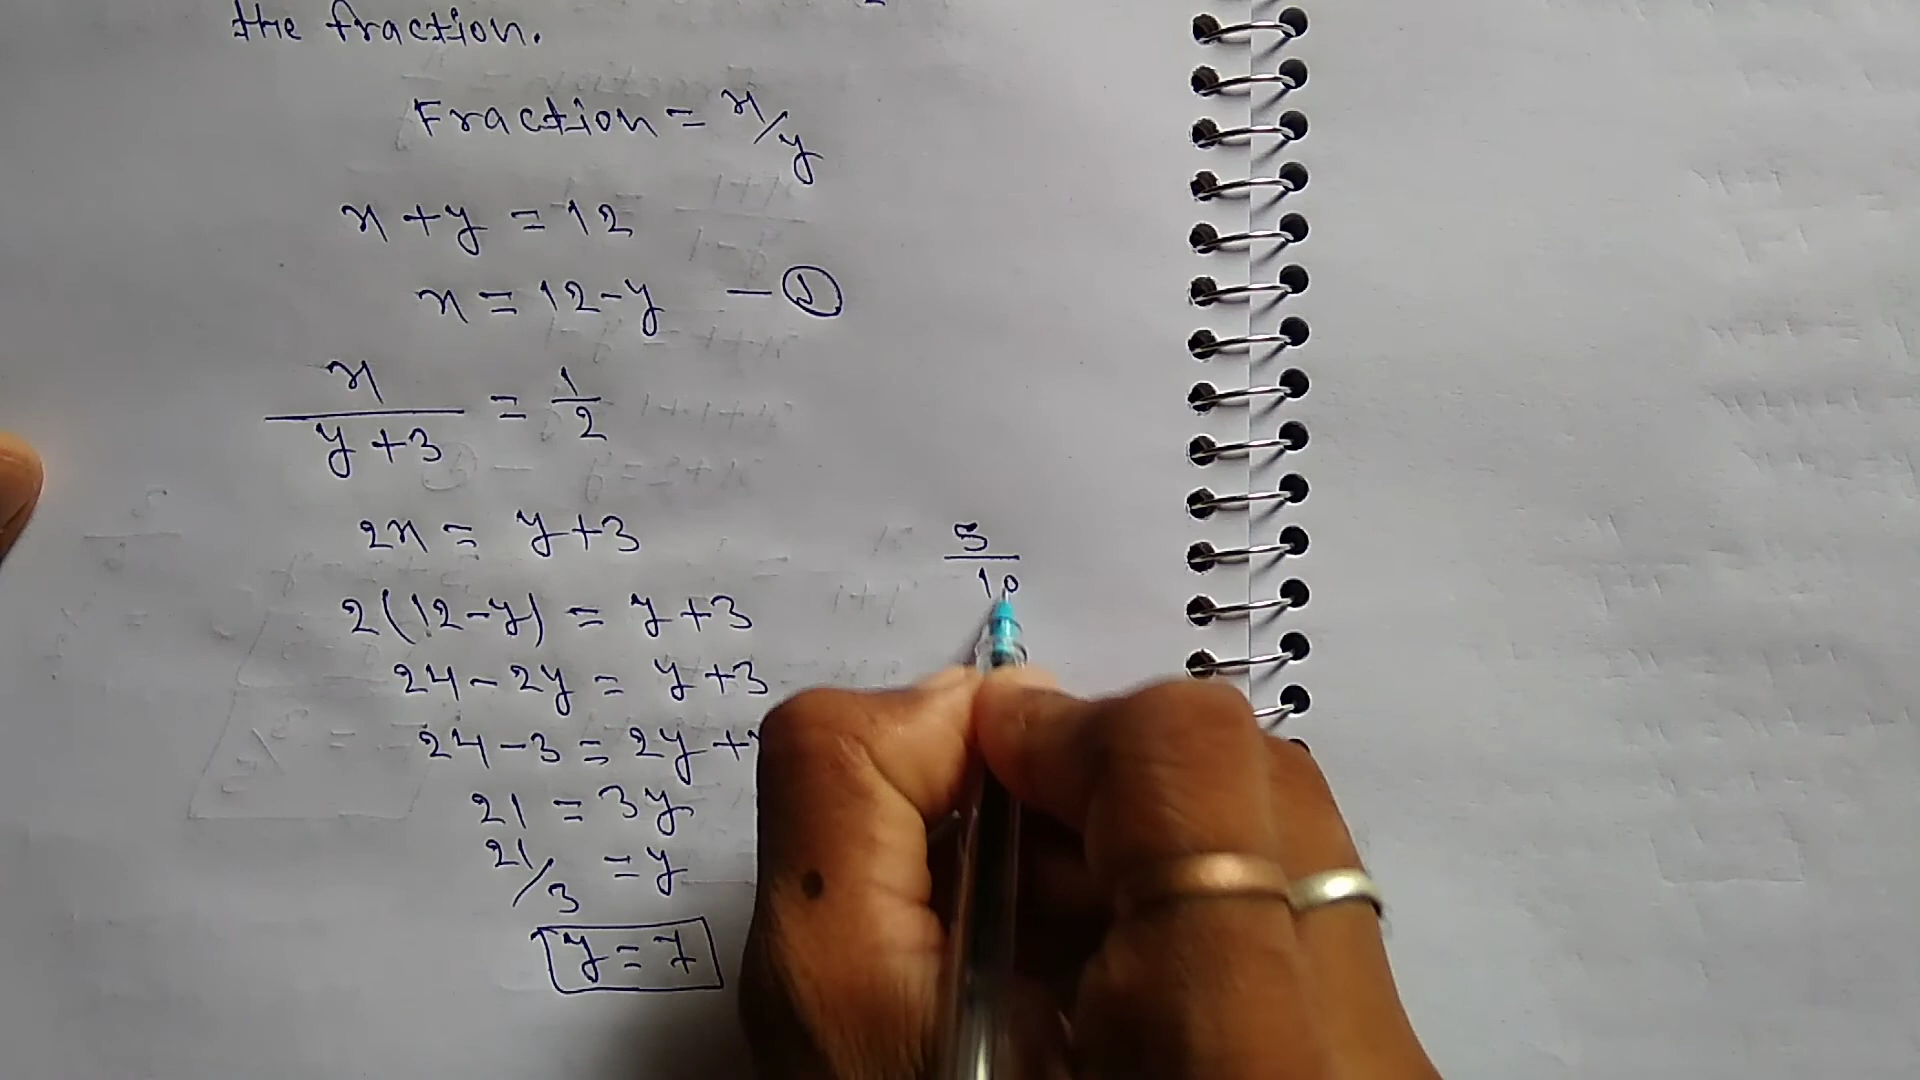 the fraction.
Fraction = x/y
x + y = 12
x = 12 - y — ①
x / y + 3 = 1 / 2
2x = y + 3
2(12 - y) = y + 3
24 - 2y = y + 3
24 - 3 = 2y +
21 = 3y
21/3 = y
y = 7
5 / 10